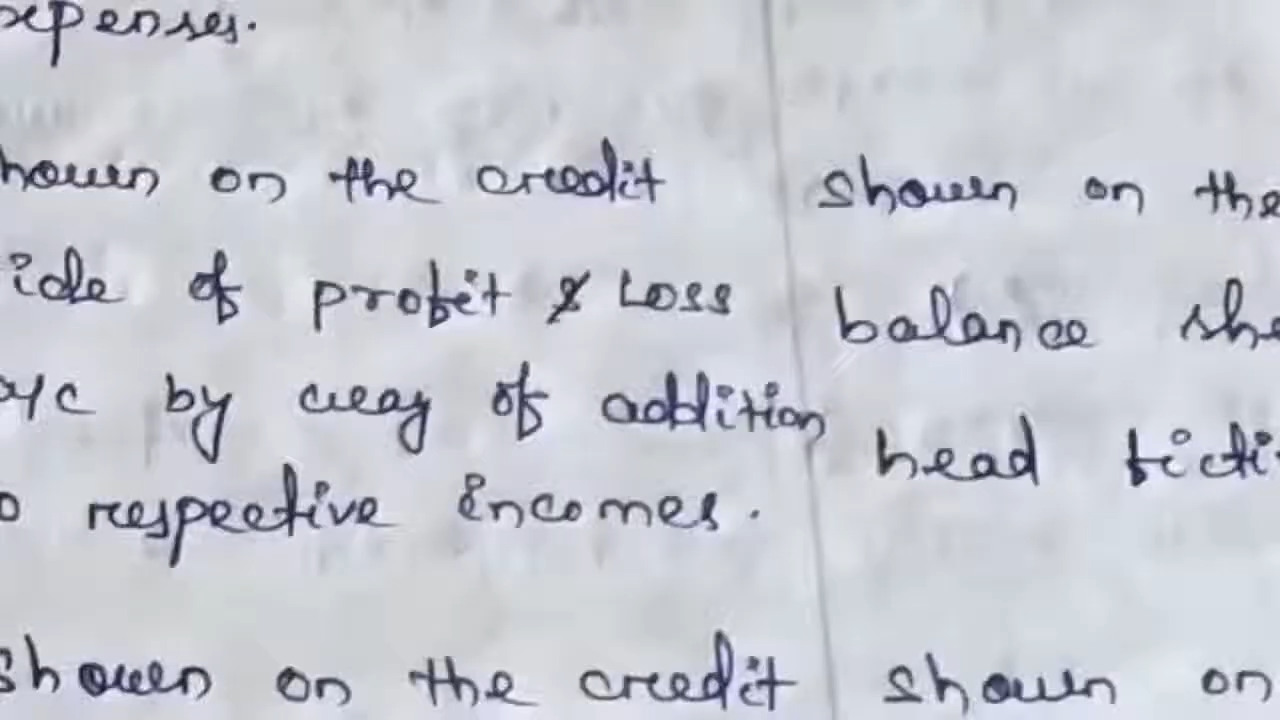 expenses.
shown on the credit
side of profit & Loss
a/c by way of addition
to respective incomes.
shown on the credit
shown on the
balance
head
shown on